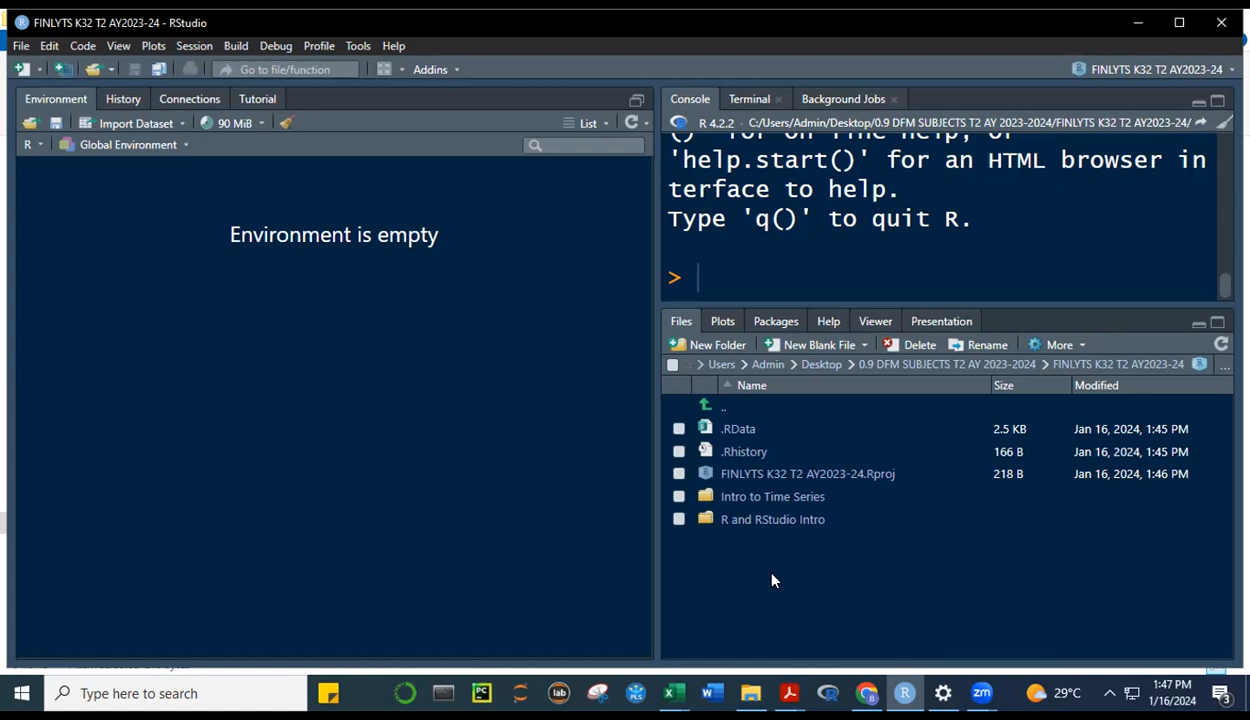 FINLYTS K32 T2 AY2023-24 - RStudio
File Edit Code View Plots Session Build Debug Profile Tools Help
Go to file/function Addins FINLYTS K32 T2 AY2023-24
Environment History Connections Tutorial
Import Dataset 90 MiB List
R Global Environment
Environment is empty
Console Terminal Background Jobs
R 4.2.2 · C:/Users/Admin/Desktop/0.9 DFM SUBJECTS T2 AY 2023-2024/FINLYTS K32 T2 AY2023-24/
'help.start()' for an HTML browser in
terface to help.
Type 'q()' to quit R.
>
Files Plots Packages Help Viewer Presentation
New Folder New Blank File Delete Rename More
Users Admin Desktop 0.9 DFM SUBJECTS T2 AY 2023-2024 FINLYTS K32 T2 AY2023-24 ...
Name Size Modified
..
.RData 2.5 KB Jan 16, 2024, 1:45 PM
.Rhistory 166 B Jan 16, 2024, 1:45 PM
FINLYTS K32 T2 AY2023-24.Rproj 218 B Jan 16, 2024, 1:46 PM
Intro to Time Series
R and RStudio Intro
Type here to search
29°C
1:47 PM
1/16/2024
3